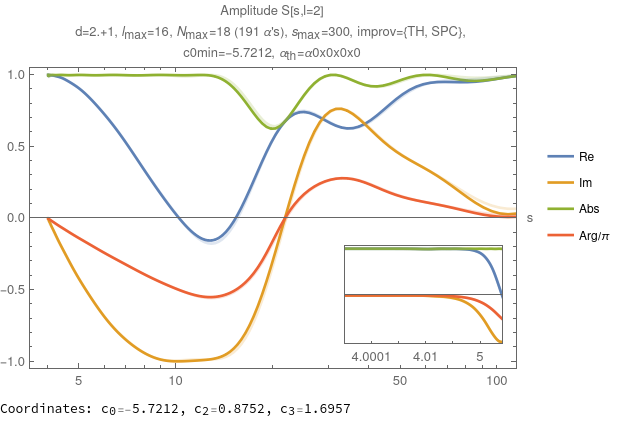 Amplitude S[s,l=2]
d=2.+1, lmax=16, Nmax=18 (191 α's), smax=300, improv={TH, SPC},
c0min=−5.7212, αth=α0x0x0x0
1.0
0.5
0.0
−0.5
−1.0
5
10
50
100
s
4.0001
4.01
5
Re
Im
Abs
Arg/π
Coordinates: c0=-5.7212, c2=0.8752, c3=1.6957